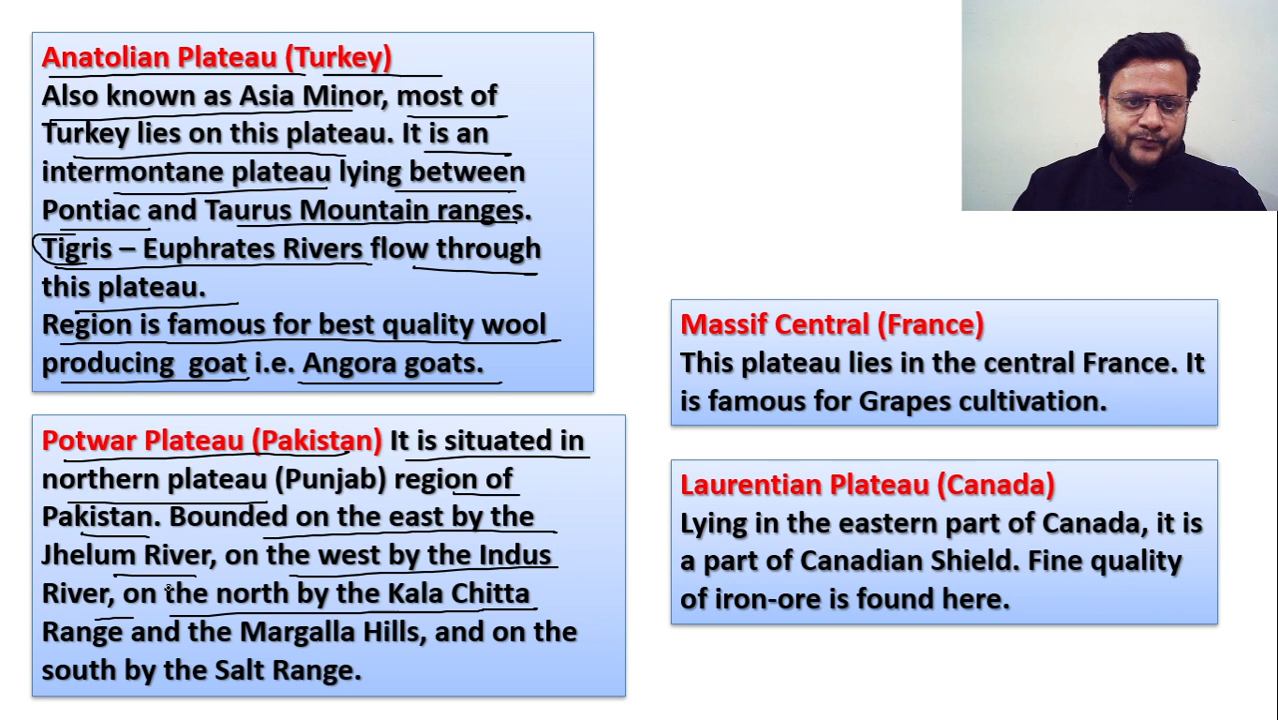 Anatolian Plateau (Turkey)
Also known as Asia Minor, most of
Turkey lies on this plateau. It is an
intermontane plateau lying between
Pontiac and Taurus Mountain ranges.
Tigris – Euphrates Rivers flow through
this plateau.
Region is famous for best quality wool
producing goat i.e. Angora goats.
Potwar Plateau (Pakistan) It is situated in
northern plateau (Punjab) region of
Pakistan. Bounded on the east by the
Jhelum River, on the west by the Indus
River, on the north by the Kala Chitta
Range and the Margalla Hills, and on the
south by the Salt Range.
Massif Central (France)
This plateau lies in the central France. It
is famous for Grapes cultivation.
Laurentian Plateau (Canada)
Lying in the eastern part of Canada, it is
a part of Canadian Shield. Fine quality
of iron-ore is found here.